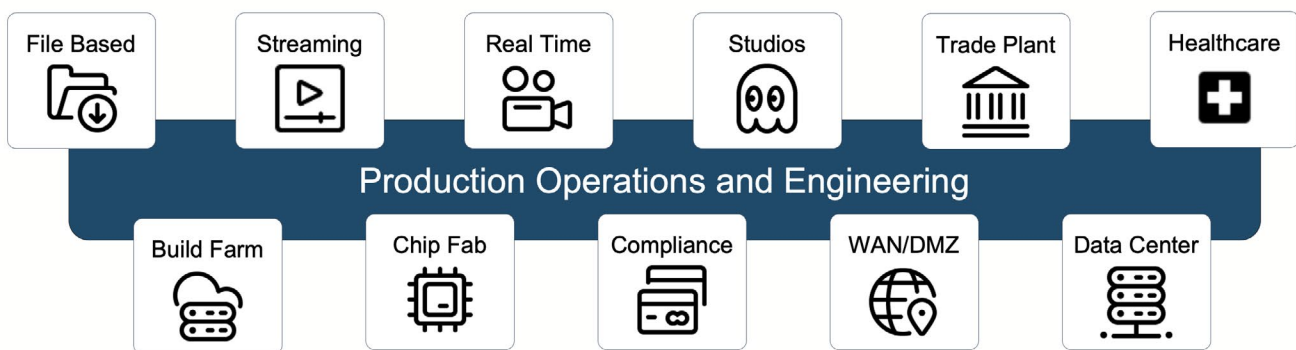 File Based
Streaming
Real Time
Studios
Trade Plant
Healthcare
Production Operations and Engineering
Build Farm
Chip Fab
Compliance
WAN/DMZ
Data Center